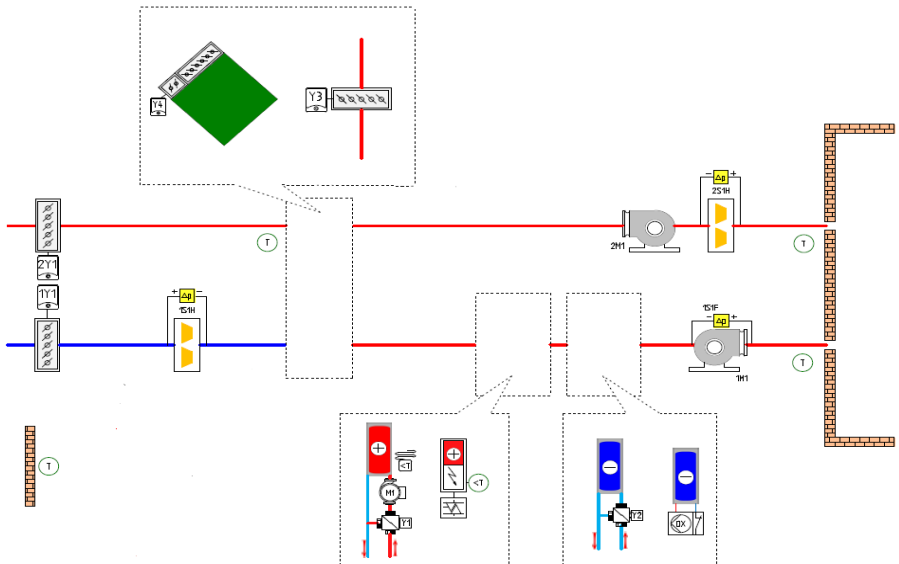 Y4
Y3
− Δp +
2S1H
T
2M1
T
2Y1
1Y1
+ Δp −
1S1H
1S1F
− Δp +
T
1M1
T
+
<T
M1
Y1
+
<T
−
Y2
−
DX